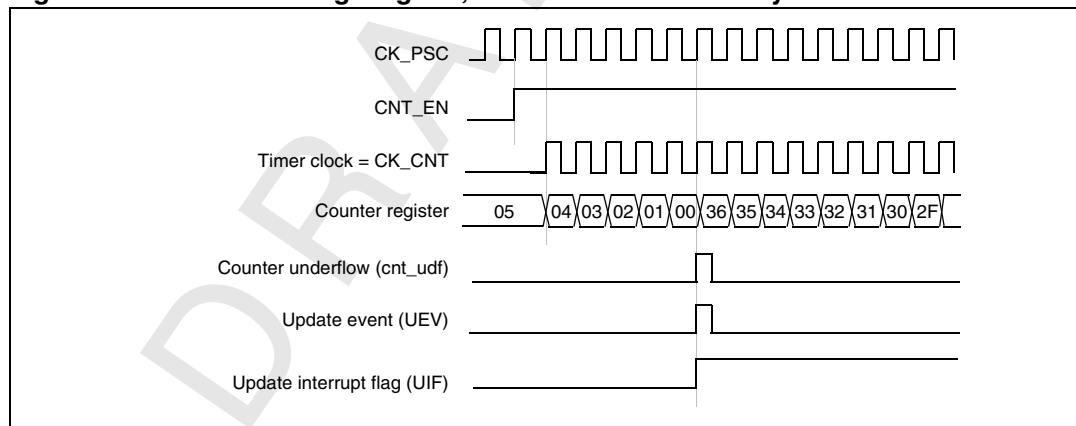 CK_PSC
CNT_EN
Timer clock = CK_CNT
Counter register 05 04 03 02 01 00 36 35 34 33 32 31 30 2F
Counter underflow (cnt_udf)
Update event (UEV)
Update interrupt flag (UIF)